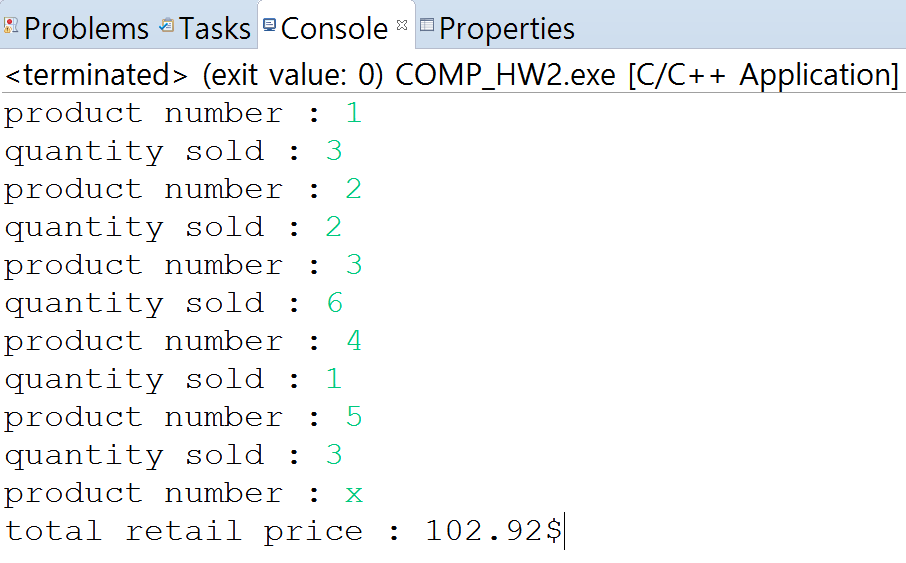 Problems Tasks Console Properties
<terminated> (exit value: 0) COMP_HW2.exe [C/C++ Application]
product number : 1
quantity sold : 3
product number : 2
quantity sold : 2
product number : 3
quantity sold : 6
product number : 4
quantity sold : 1
product number : 5
quantity sold : 3
product number : x
total retail price : 102.92$